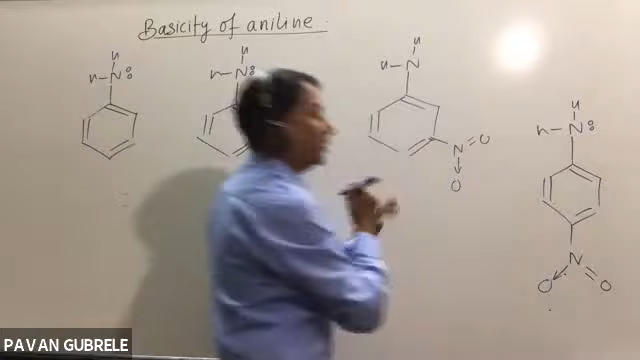 Basicity of aniline
H H H H
H-N: H-N: H-N H-N:
N=O
O
N
O O
PAVAN GUBRELE